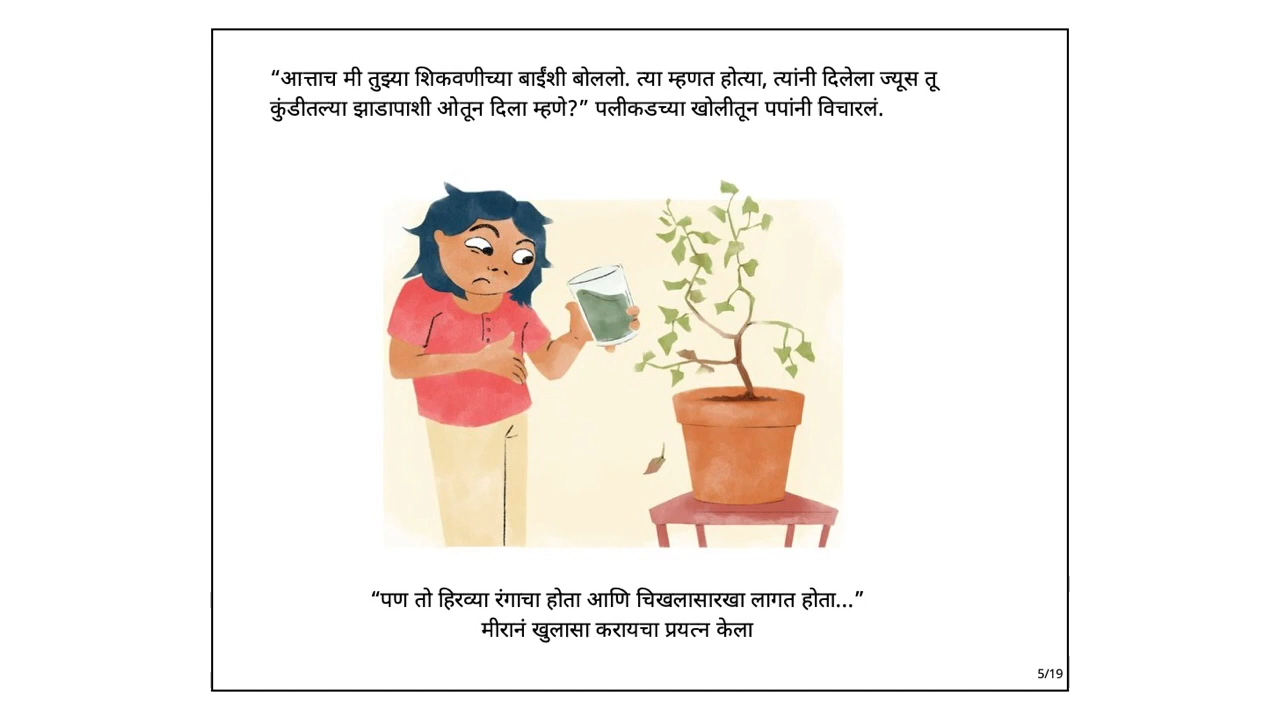 “आत्ताच मी तुझ्या शिकवणीच्या बाईंशी बोललो. त्या म्हणत होत्या, त्यांनी दिलेला ज्यूस तू
कुंडीतल्या झाडापाशी ओतून दिला म्हणे?” पलीकडच्या खोलीतून पपांनी विचारलं.
“पण तो हिरव्या रंगाचा होता आणि चिखलासारखा लागत होता...”
मीरानं खुलासा करायचा प्रयत्न केला
5/19